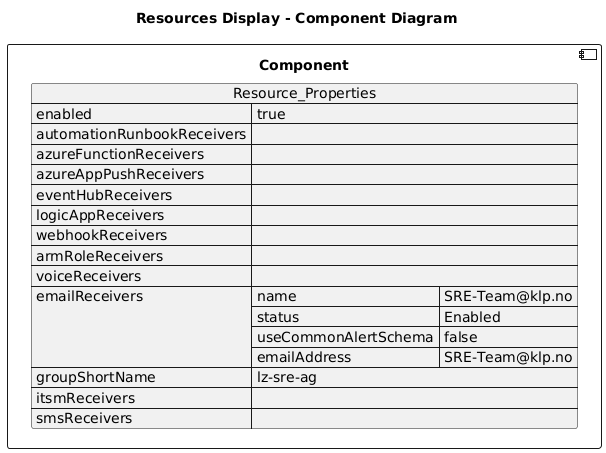 Resources Display - Component Diagram
Component
Resource_Properties
enabled true
automationRunbookReceivers
azureFunctionReceivers
azureAppPushReceivers
eventHubReceivers
logicAppReceivers
webhookReceivers
armRoleReceivers
voiceReceivers
emailReceivers name SRE-Team@klp.no
status Enabled
useCommonAlertSchema false
emailAddress SRE-Team@klp.no
groupShortName lz-sre-ag
itsmReceivers
smsReceivers